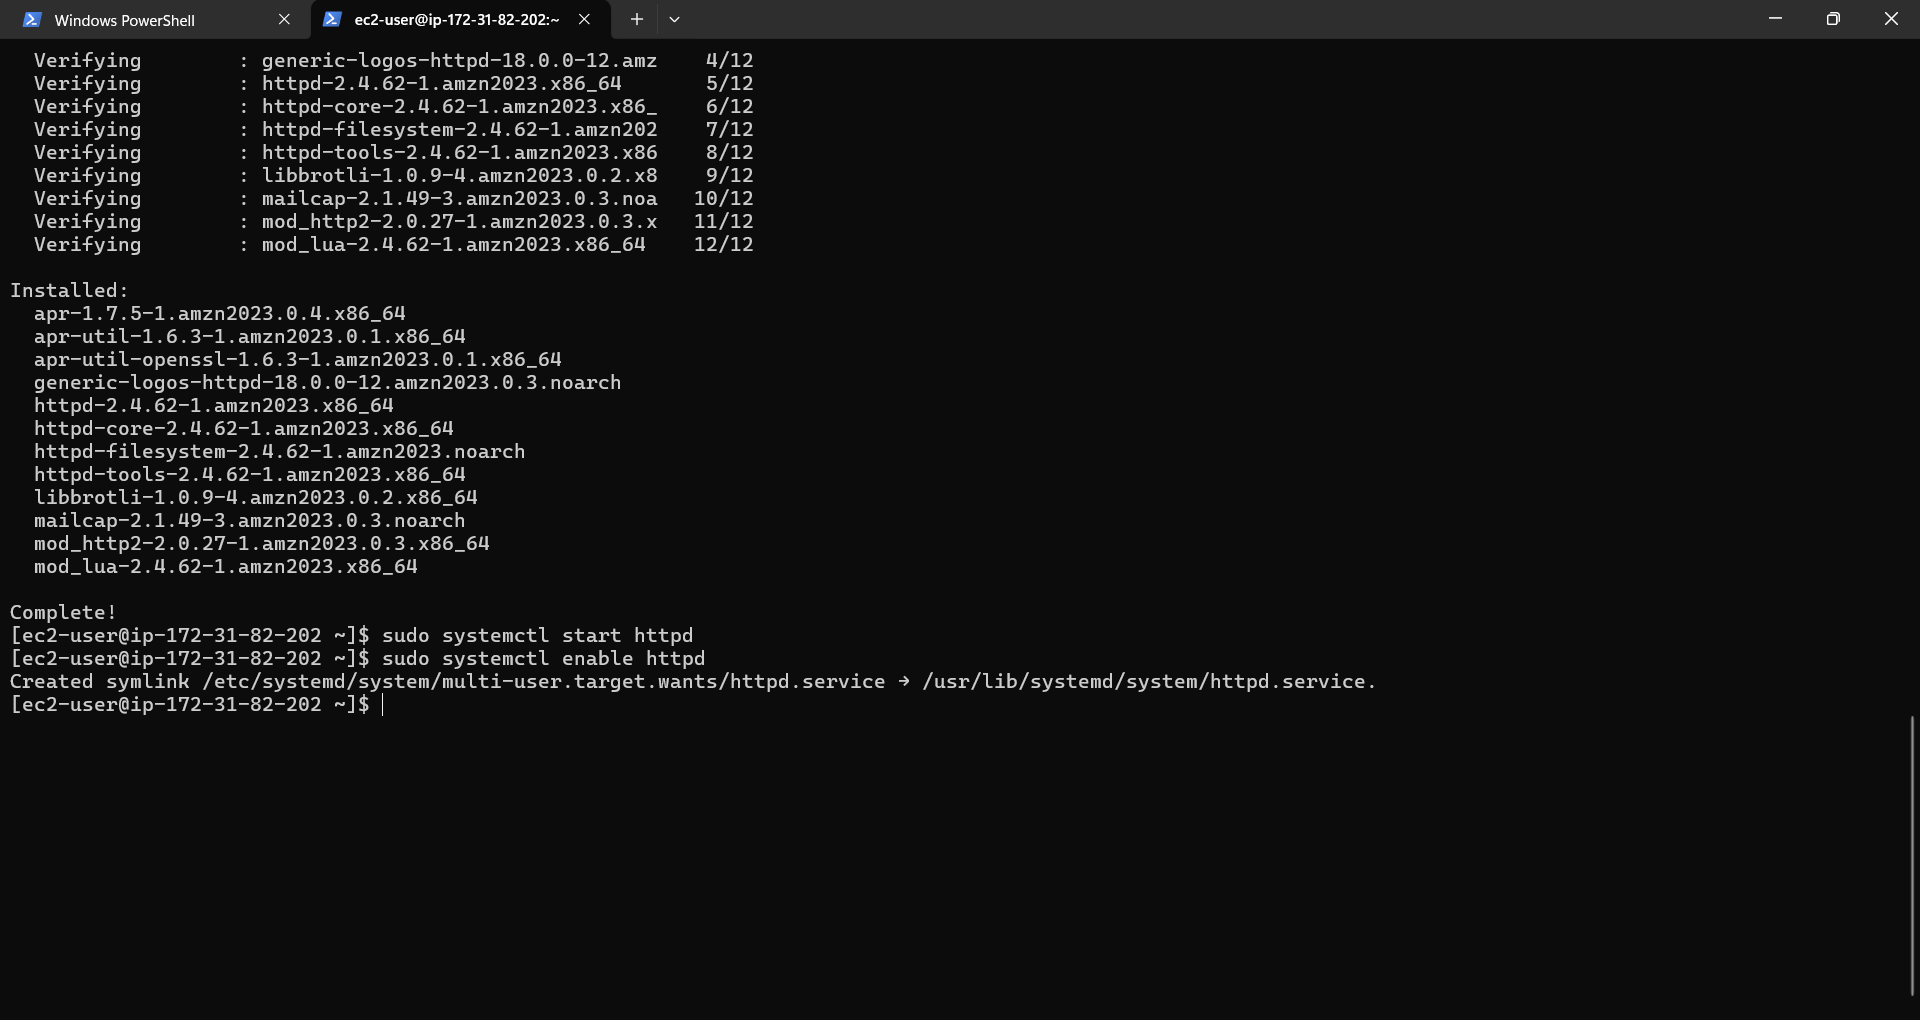 Windows PowerShell
ec2-user@ip-172-31-82-202:~
Verifying : generic-logos-httpd-18.0.0-12.amz 4/12
Verifying : httpd-2.4.62-1.amzn2023.x86_64 5/12
Verifying : httpd-core-2.4.62-1.amzn2023.x86_ 6/12
Verifying : httpd-filesystem-2.4.62-1.amzn202 7/12
Verifying : httpd-tools-2.4.62-1.amzn2023.x86 8/12
Verifying : libbrotli-1.0.9-4.amzn2023.0.2.x8 9/12
Verifying : mailcap-2.1.49-3.amzn2023.0.3.noa 10/12
Verifying : mod_http2-2.0.27-1.amzn2023.0.3.x 11/12
Verifying : mod_lua-2.4.62-1.amzn2023.x86_64 12/12
Installed:
apr-1.7.5-1.amzn2023.0.4.x86_64
apr-util-1.6.3-1.amzn2023.0.1.x86_64
apr-util-openssl-1.6.3-1.amzn2023.0.1.x86_64
generic-logos-httpd-18.0.0-12.amzn2023.0.3.noarch
httpd-2.4.62-1.amzn2023.x86_64
httpd-core-2.4.62-1.amzn2023.x86_64
httpd-filesystem-2.4.62-1.amzn2023.noarch
httpd-tools-2.4.62-1.amzn2023.x86_64
libbrotli-1.0.9-4.amzn2023.0.2.x86_64
mailcap-2.1.49-3.amzn2023.0.3.noarch
mod_http2-2.0.27-1.amzn2023.0.3.x86_64
mod_lua-2.4.62-1.amzn2023.x86_64
Complete!
[ec2-user@ip-172-31-82-202 ~]$ sudo systemctl start httpd
[ec2-user@ip-172-31-82-202 ~]$ sudo systemctl enable httpd
Created symlink /etc/systemd/system/multi-user.target.wants/httpd.service → /usr/lib/systemd/system/httpd.service.
[ec2-user@ip-172-31-82-202 ~]$